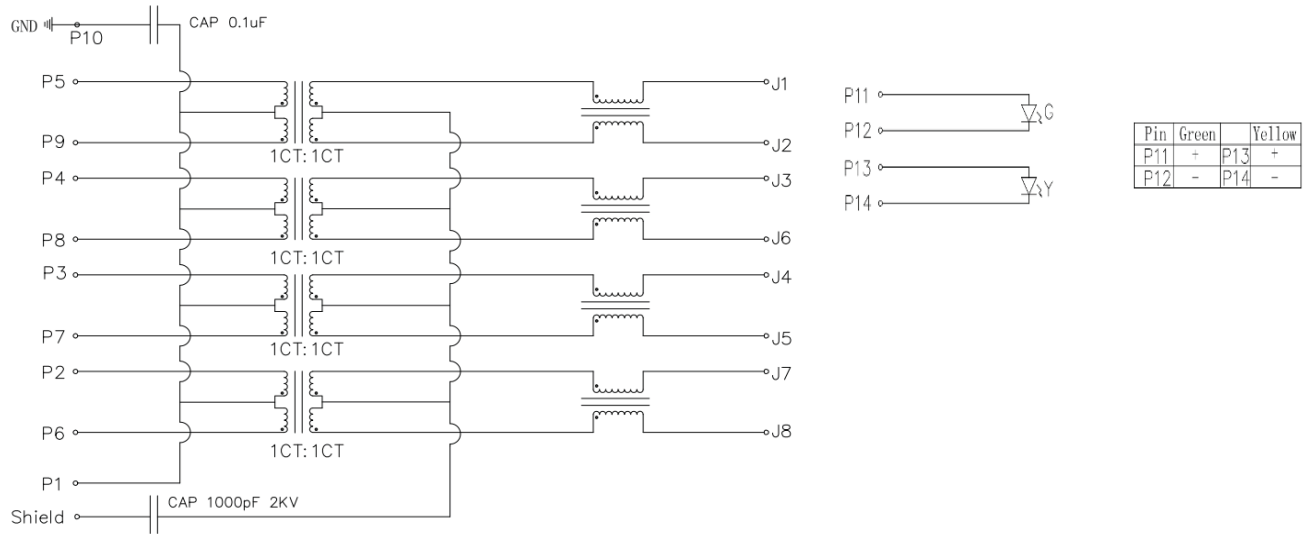 GND
P10
CAP 0.1uF
P5
J1
P9
J2
1CT:1CT
P4
J3
P8
J6
1CT:1CT
P3
J4
P7
J5
1CT:1CT
P2
J7
P6
J8
1CT:1CT
P1
Shield
CAP 1000pF 2KV
P11
G
P12
P13
Y
P14
Pin Green Yellow
P11 + P13 +
P12 - P14 -